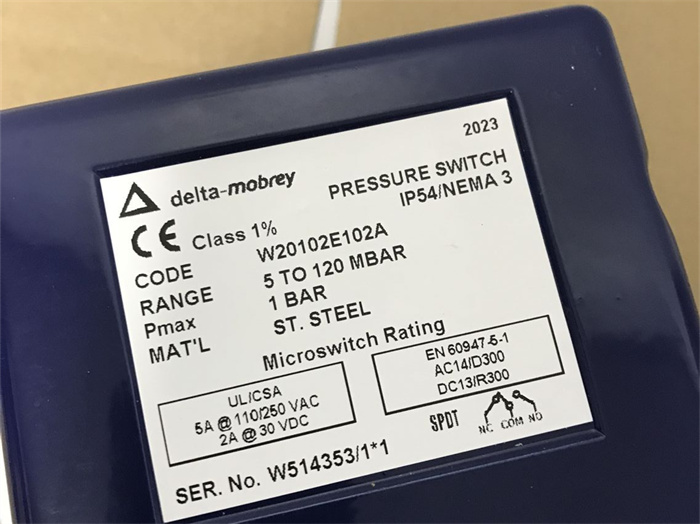 2023
delta-mobrey
PRESSURE SWITCH
IP54/NEMA 3
CE Class 1%
CODE W20102E102A
RANGE 5 TO 120 MBAR
Pmax 1 BAR
MAT'L ST. STEEL
Microswitch Rating
UL/CSA
5A @ 110/250 VAC
2A @ 30 VDC
EN 60947-5-1
AC14/D300
DC13/R300
SPDT
NC COM NO
SER. No. W514353/1*1